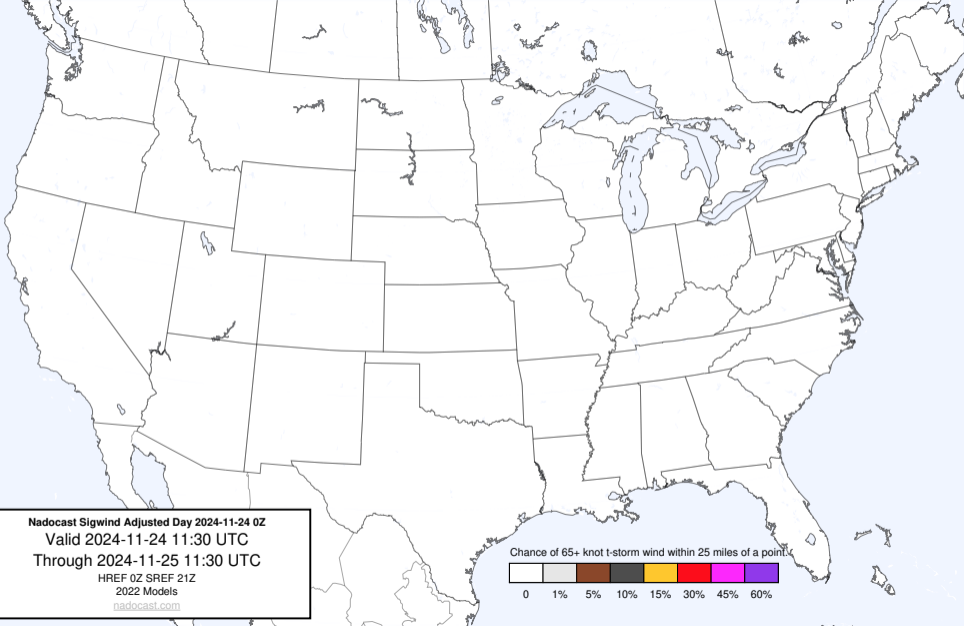 Nadocast Sigwind Adjusted Day 2024-11-24 0Z
Valid 2024-11-24 11:30 UTC
Through 2024-11-25 11:30 UTC
HREF 0Z SREF 21Z
2022 Models
nadocast.com
Chance of 65+ knot t-storm wind within 25 miles of a point.
0 1% 5% 10% 15% 30% 45% 60%